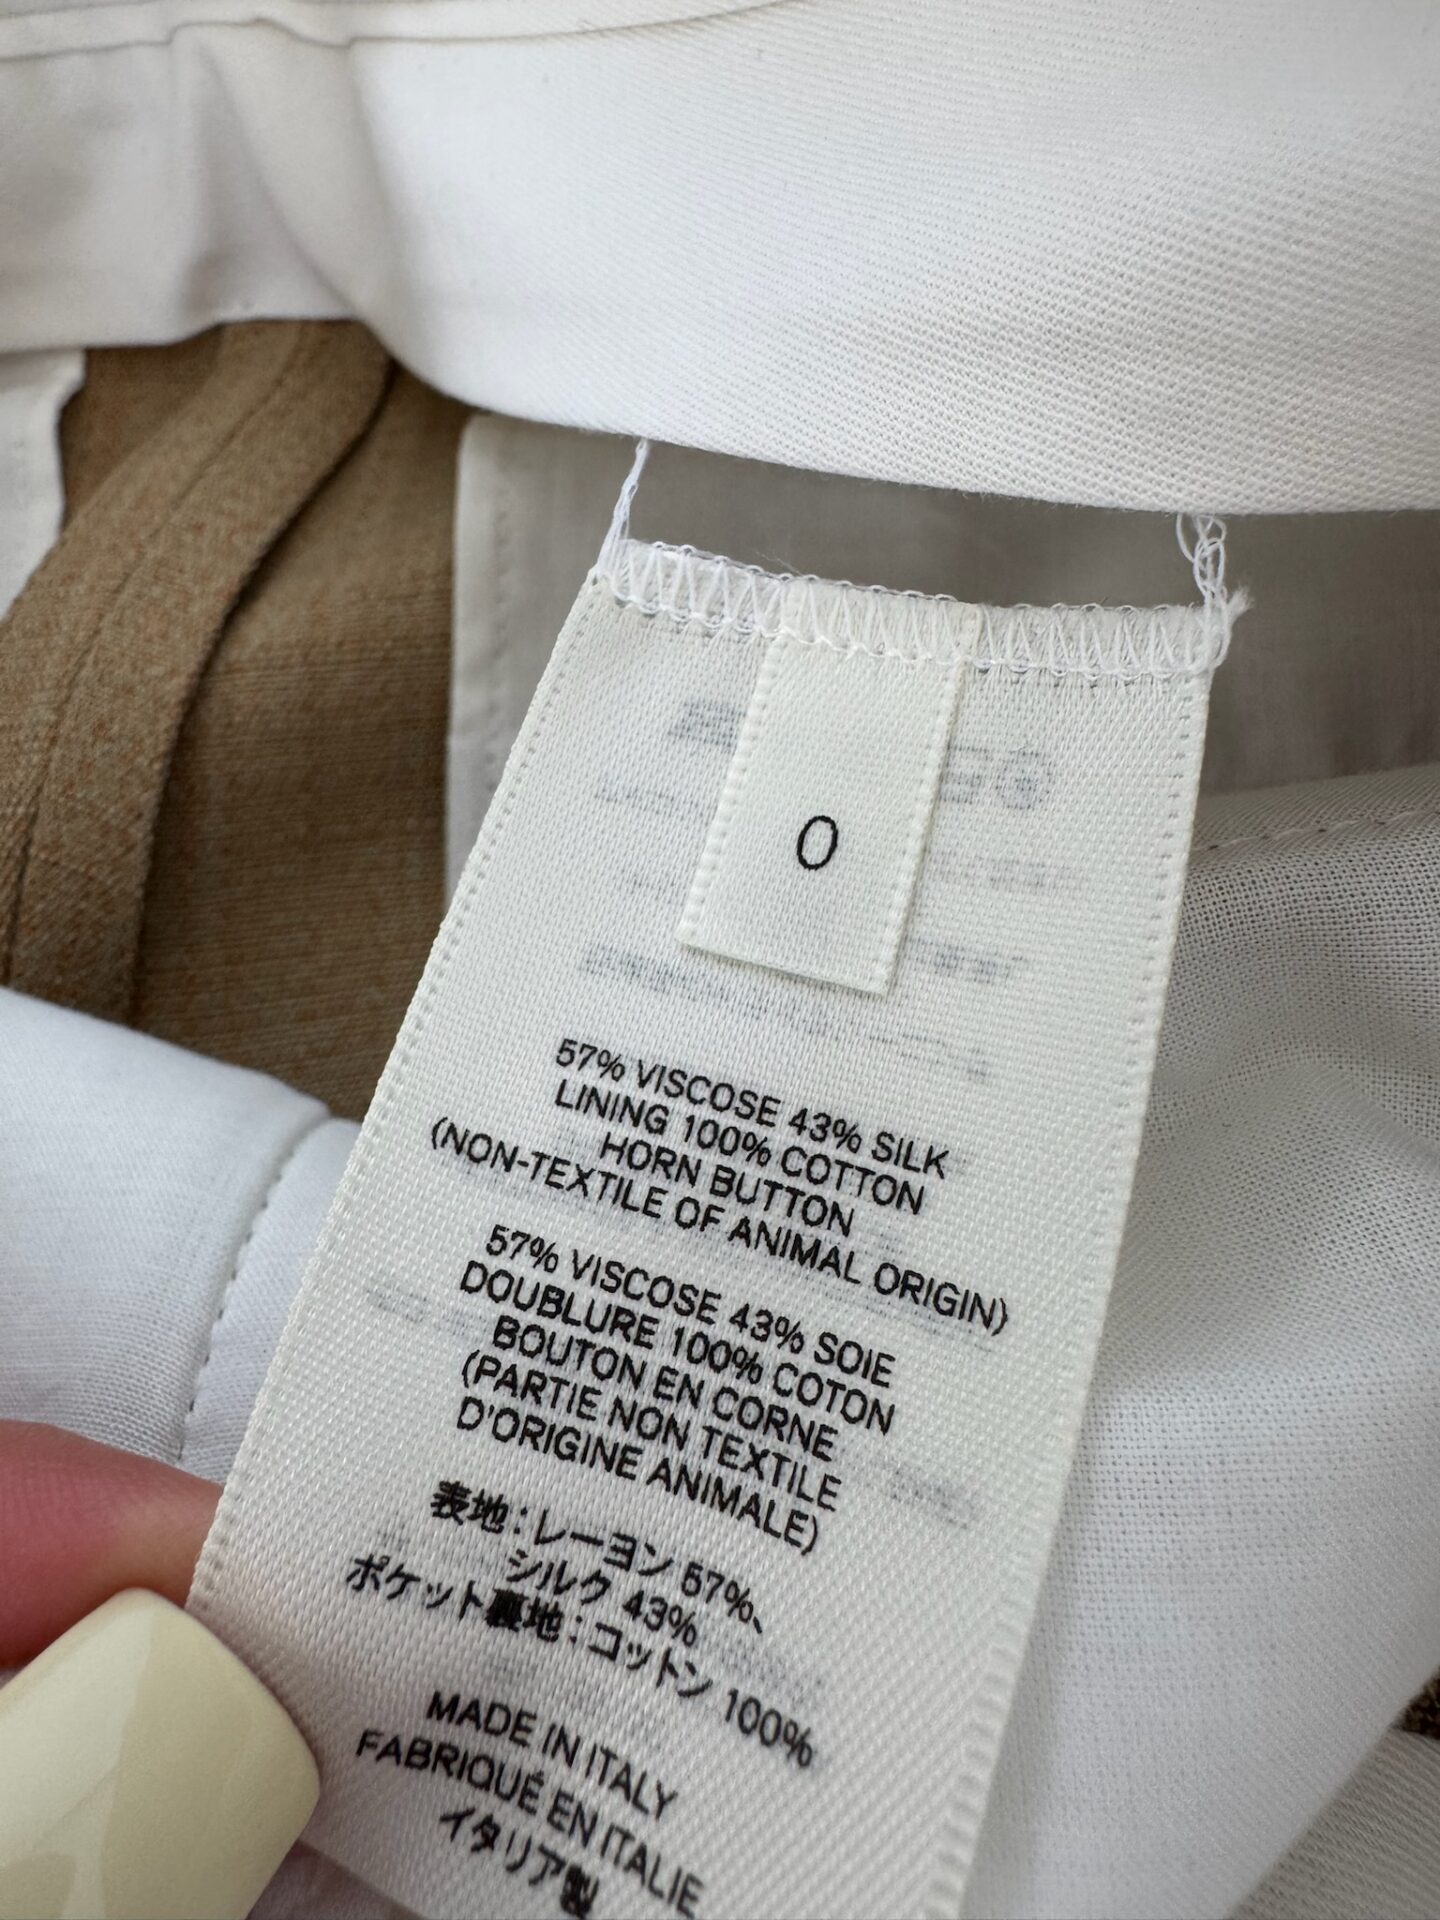 0
57% VISCOSE 43% SILK
LINING 100% COTTON
HORN BUTTON
(NON-TEXTILE OF ANIMAL ORIGIN)
57% VISCOSE 43% SOIE
DOUBLURE 100% COTON
BOUTON EN CORNE
(PARTIE NON TEXTILE
D'ORIGINE ANIMALE)
表地:レーヨン 57%、
シルク 43%
ポケット裏地:コットン 100%
MADE IN ITALY
FABRIQUÉ EN ITALIE
イタリア製